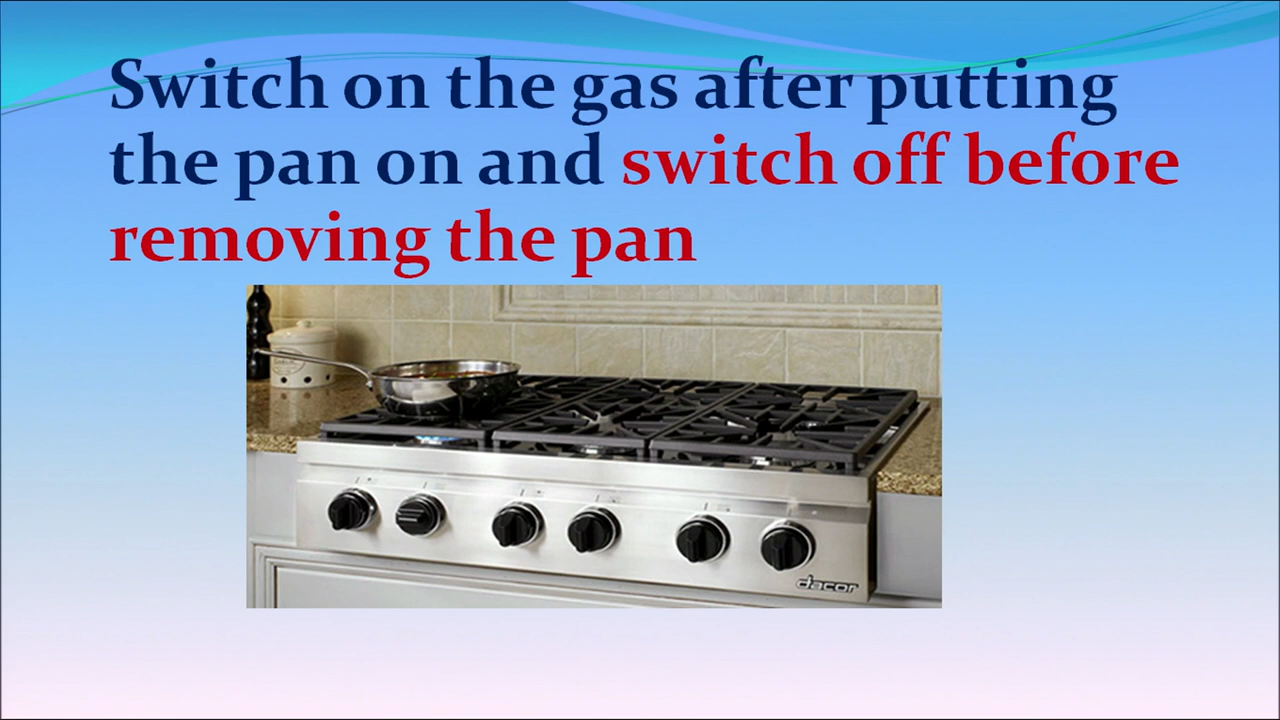 Switch on the gas after putting
the pan on and switch off before
removing the pan
dacor